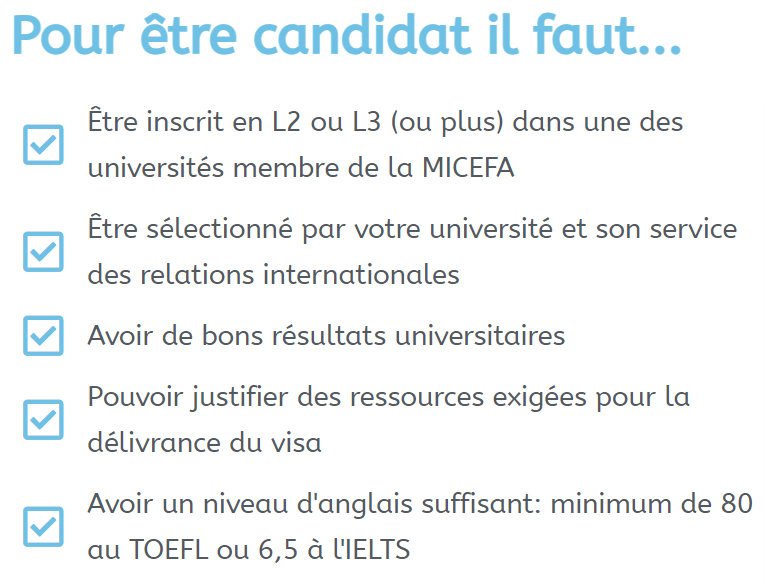 Pour être candidat il faut...
Être inscrit en L2 ou L3 (ou plus) dans une des
universités membre de la MICEFA
Être sélectionné par votre université et son service
des relations internationales
Avoir de bons résultats universitaires
Pouvoir justifier des ressources exigées pour la
délivrance du visa
Avoir un niveau d'anglais suffisant: minimum de 80
au TOEFL ou 6,5 à l'IELTS